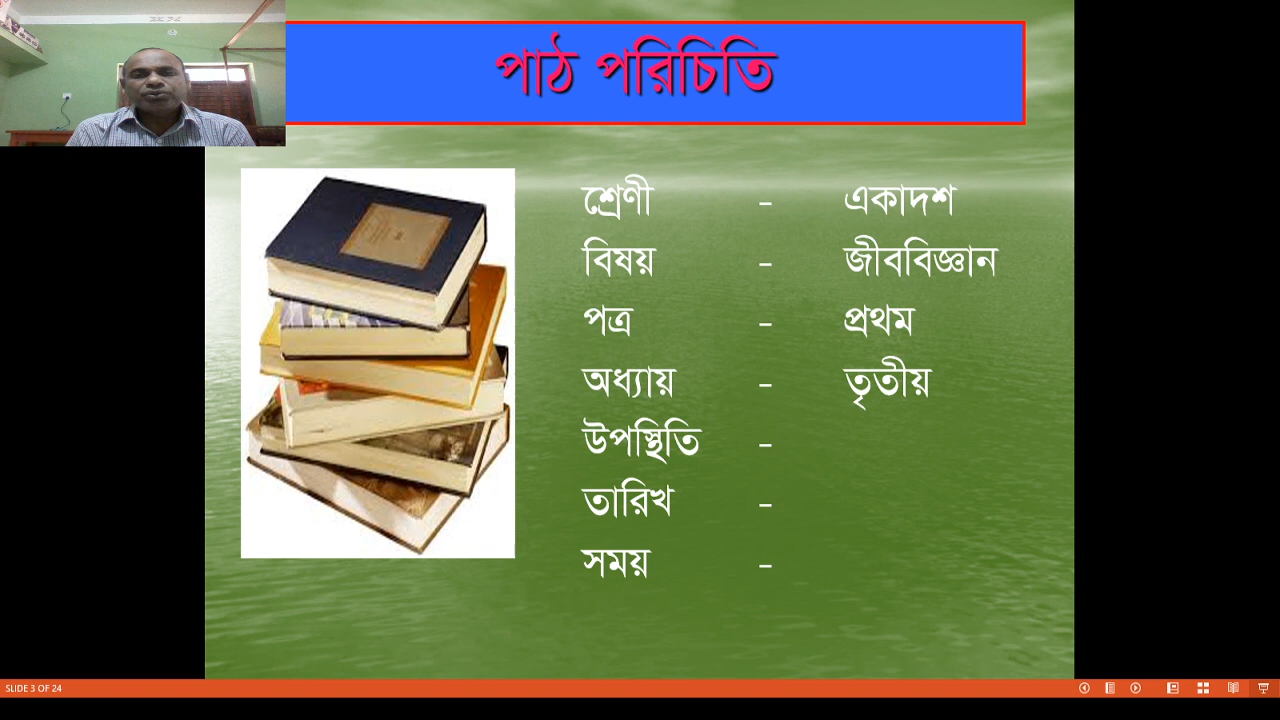 পাঠ পরিচিতি
শ্রেণী - একাদশ
বিষয় - জীববিজ্ঞান
পত্র - প্রথম
অধ্যায় - তৃতীয়
উপস্থিতি -
তারিখ -
সময় -
SLIDE 3 OF 24